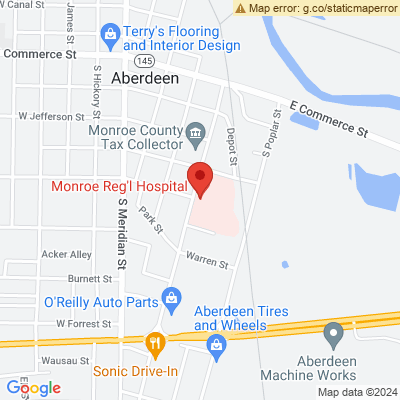 Map error: g.co/staticmaperror
W Canal St
James St
Terry's Flooring
and Interior Design
Commerce St
145
Aberdeen
S Hickory St
E Commerce St
W Jefferson St
Monroe County
Tax Collector
Depot St
S Poplar St
Monroe Reg'l Hospital
S Meridian St
Park St
Acker Alley
Warren St
Burnett St
O'Reilly Auto Parts
Aberdeen Tires
and Wheels
W Forrest St
Aberdeen
Machine Works
Wausau St
Sonic Drive-In
Google
Map data ©2024